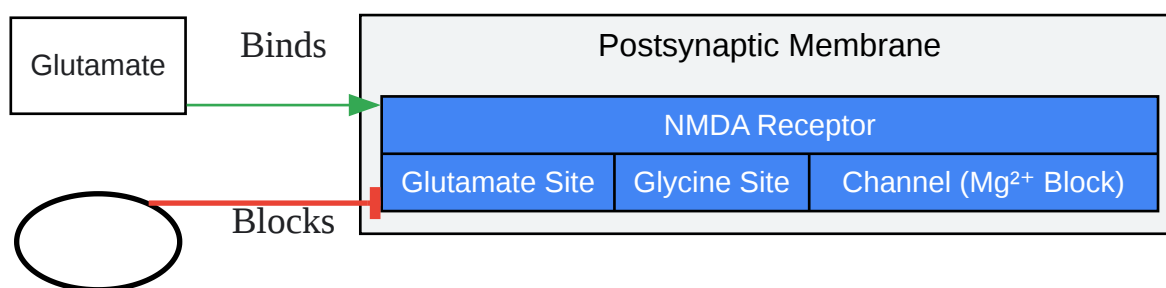 Glutamate
Binds
Postsynaptic Membrane
NMDA Receptor
Glutamate Site
Glycine Site
Channel (Mg²⁺ Block)
Blocks